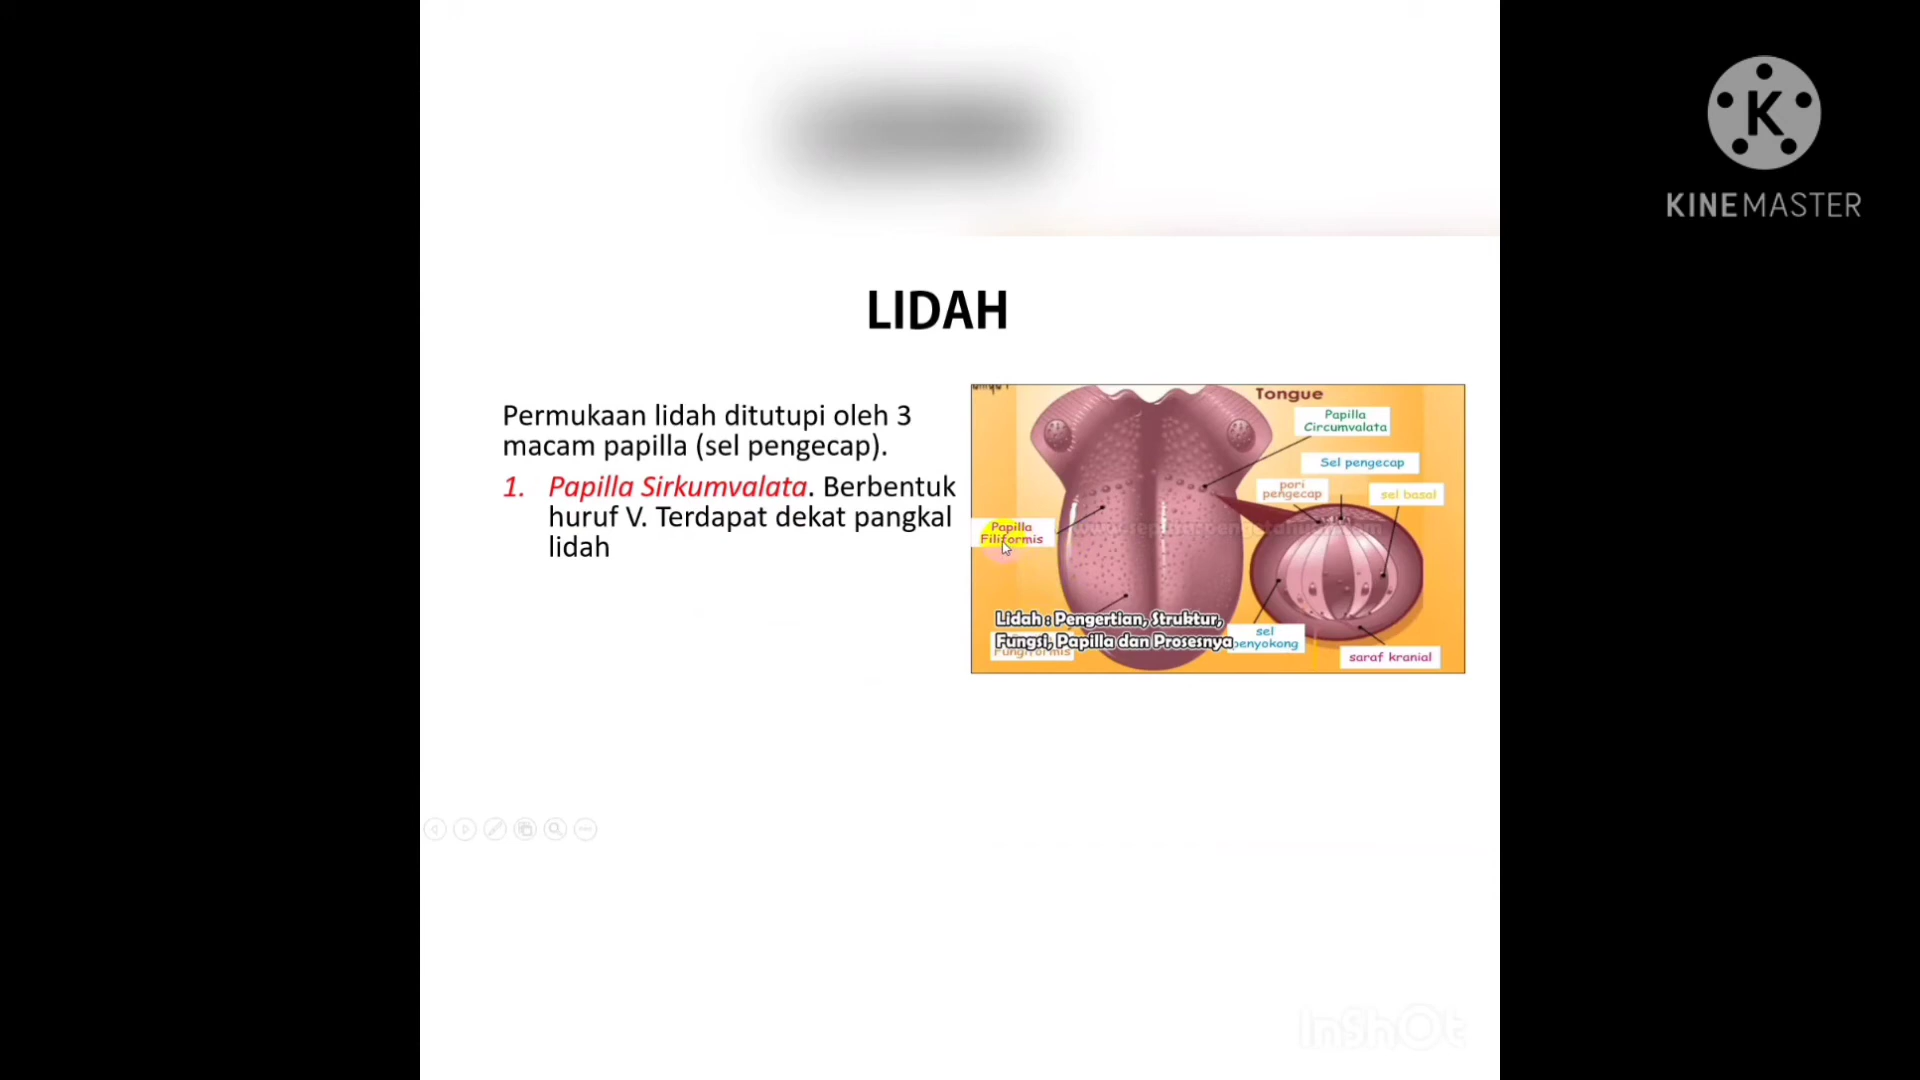 KINEMASTER
LIDAH
Permukaan lidah ditutupi oleh 3
macam papilla (sel pengecap).
1. Papilla Sirkumvalata. Berbentuk
huruf V. Terdapat dekat pangkal
lidah
Tongue
Papilla
Circumvalata
Sel pengecap
pori
pengecap
sel basal
Papilla
Filiformis
Lidah : Pengertian, Struktur,
Fungsi, Papilla dan Prosesnya
Fungiformis
sel
penyokong
saraf kranial
InShOt